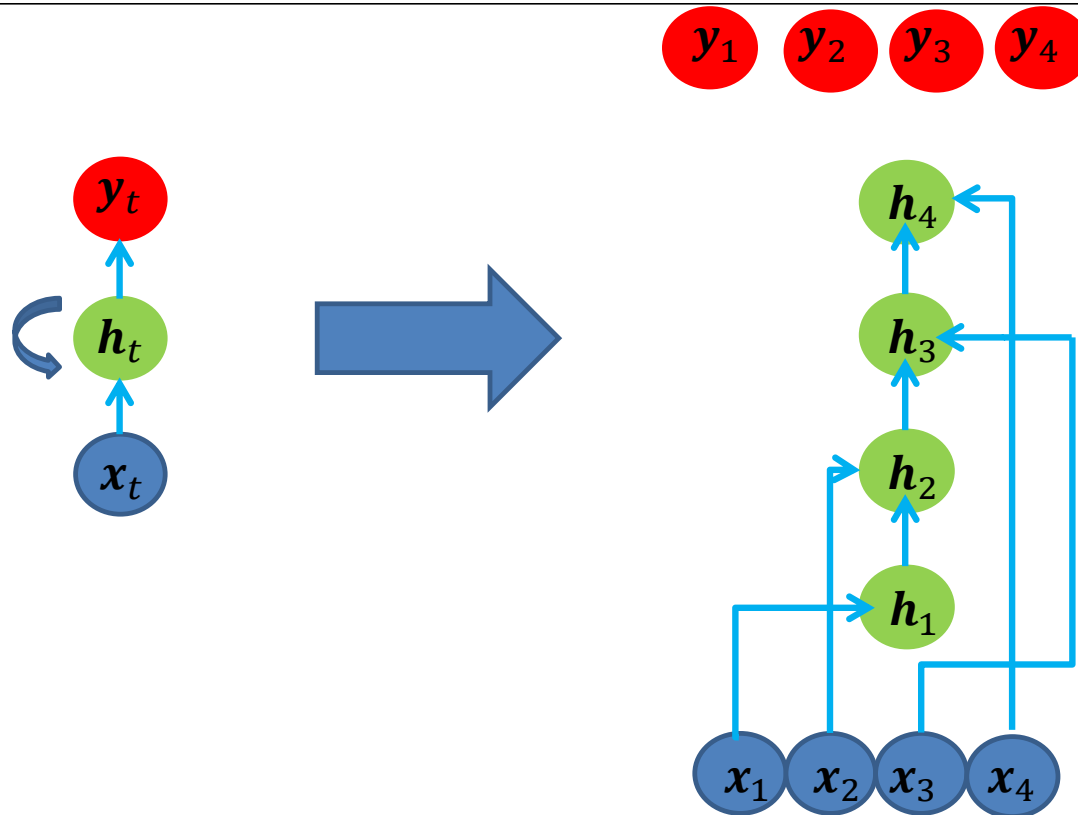 y₁ y₂ y₃ y₄
yₜ
hₜ
xₜ
h₄
h₃
h₂
h₁
x₁ x₂ x₃ x₄